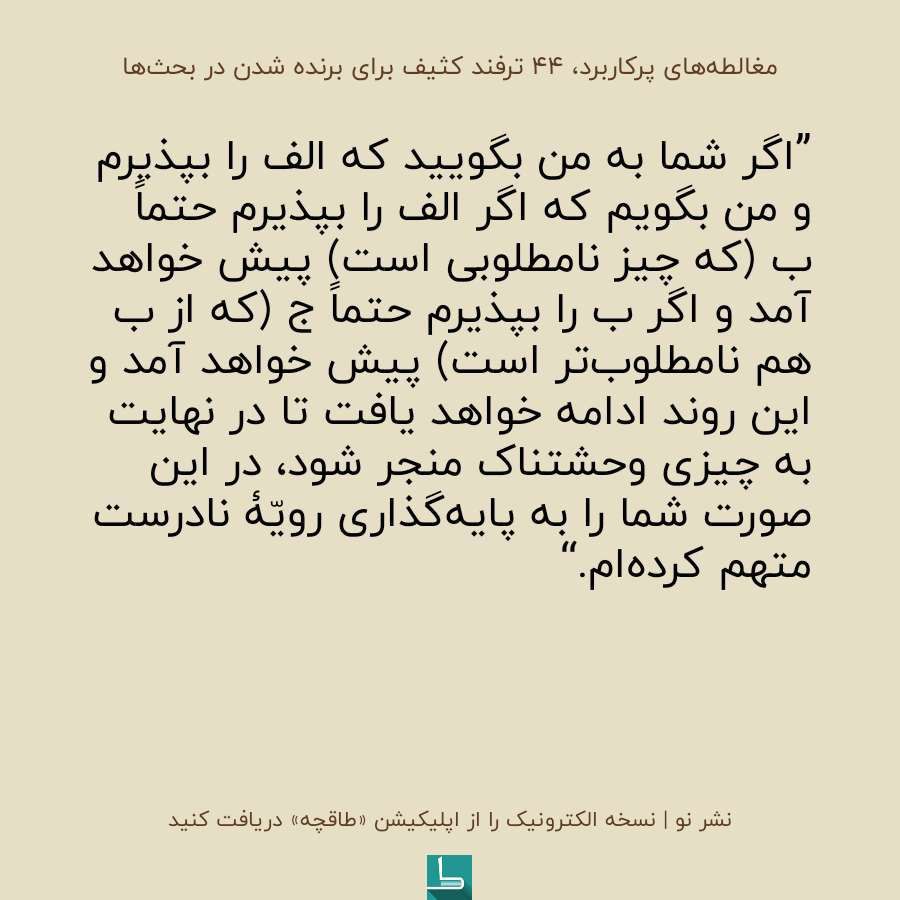 مغالطه‌های پرکاربرد، ۴۴ ترفند کثیف برای برنده شدن در بحث‌ها
”اگر شما به من بگویید که الف را بپذیرم
و من بگویم که اگر الف را بپذیرم حتماً
ب (که چیز نامطلوبی است) پیش خواهد
آمد و اگر ب را بپذیرم حتماً ج (که از ب
هم نامطلوب‌تر است) پیش خواهد آمد و
این روند ادامه خواهد یافت تا در نهایت
به چیزی وحشتناک منجر شود، در این
صورت شما را به پایه‌گذاری رویّهٔ نادرست
متهم کرده‌ام.“
نشر نو | نسخه الکترونیک را از اپلیکیشن «طاقچه» دریافت کنید